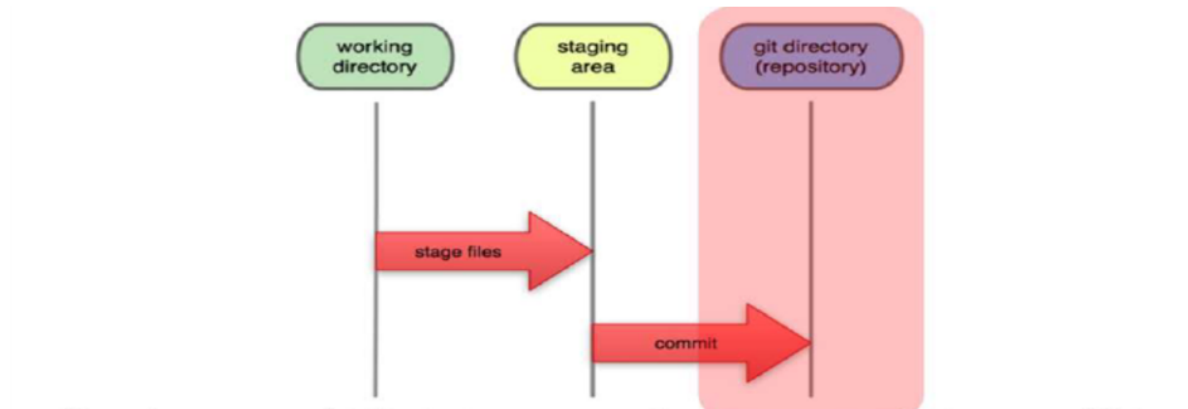 working
directory
staging
area
git directory
(repository)
stage files
commit